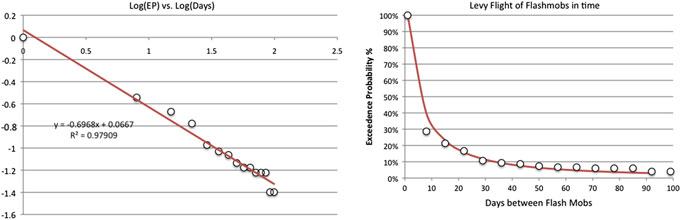 Log(EP) vs. Log(Days)
0.2
0
0 0.5 1 1.5 2 2.5
-0.2
-0.4
-0.6
-0.8
-1
-1.2
-1.4
-1.6
y = -0.6968x + 0.0667
R² = 0.97909
Levy Flight of Flashmobs in time
Exceedence Probability %
100%
90%
80%
70%
60%
50%
40%
30%
20%
10%
0%
0 10 20 30 40 50 60 70 80 90 100
Days between Flash Mobs